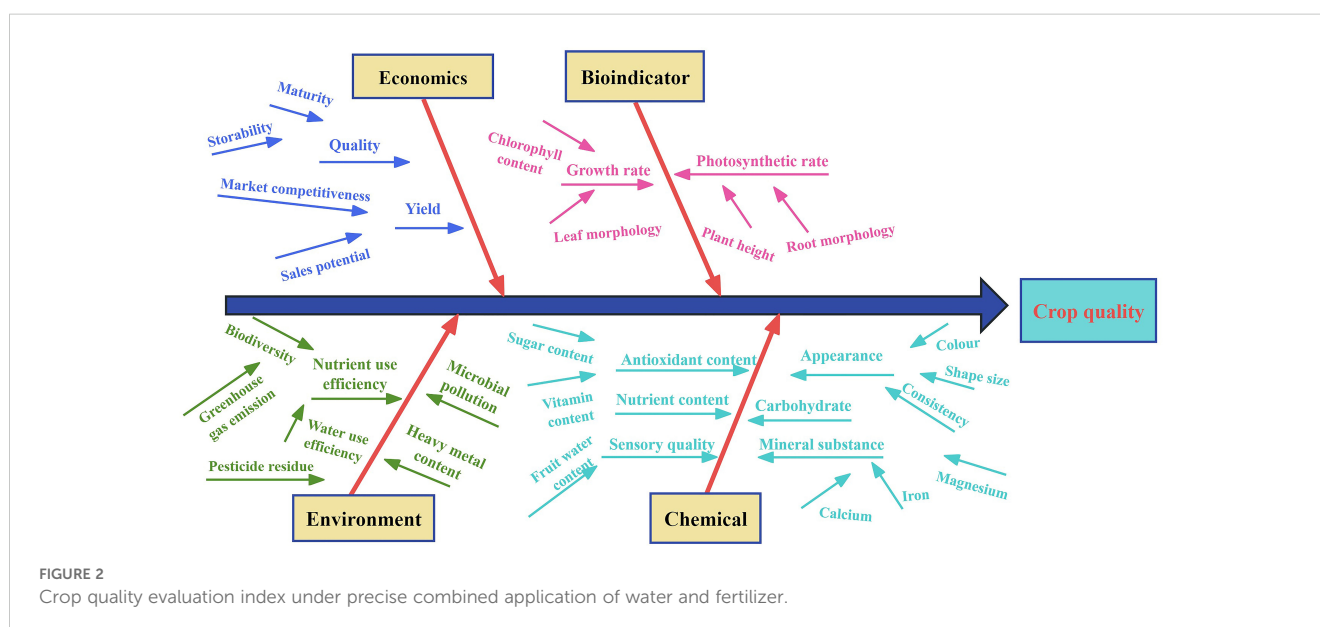 Economics
Bioindicator
Maturity
Storability
Quality
Market competitiveness
Yield
Sales potential
Chlorophyll
content
Growth rate
Leaf morphology
Photosynthetic rate
Plant height
Root morphology
Crop quality
Biodiversity
Greenhouse
gas emission
Nutrient use
efficiency
Water use
efficiency
Pesticide residue
Microbial
pollution
Heavy metal
content
Environment
Sugar content
Antioxidant content
Vitamin
content
Nutrient content
Fruit water
content
Sensory quality
Appearance
Colour
Shape size
Consistency
Carbohydrate
Mineral substance
Magnesium
Iron
Calcium
Chemical
FIGURE 2
Crop quality evaluation index under precise combined application of water and fertilizer.